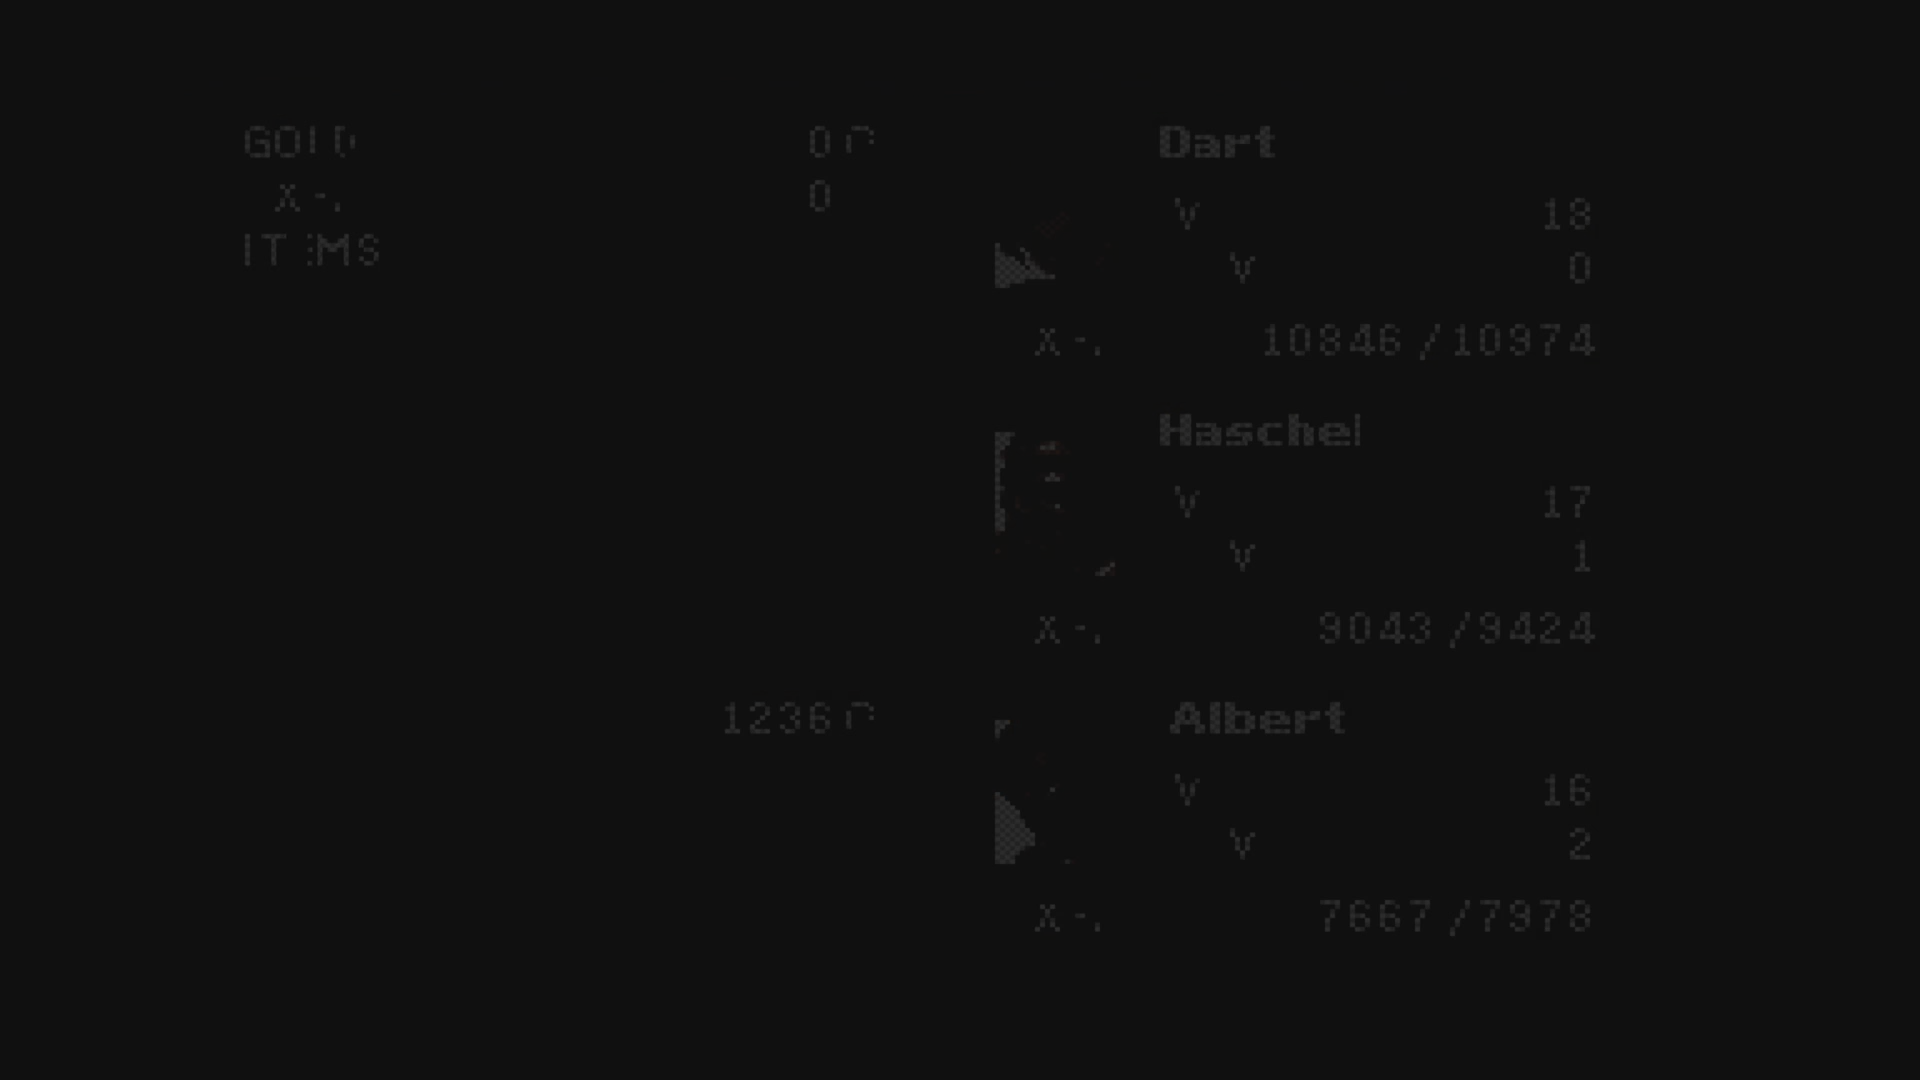 GOLD 0 G
0
ITEMS
1236 G
Dart
V 18
V 0
10846 /10974
Haschel
V 17
V 1
9043 /9424
Albert
V 16
V 2
7667 /7978